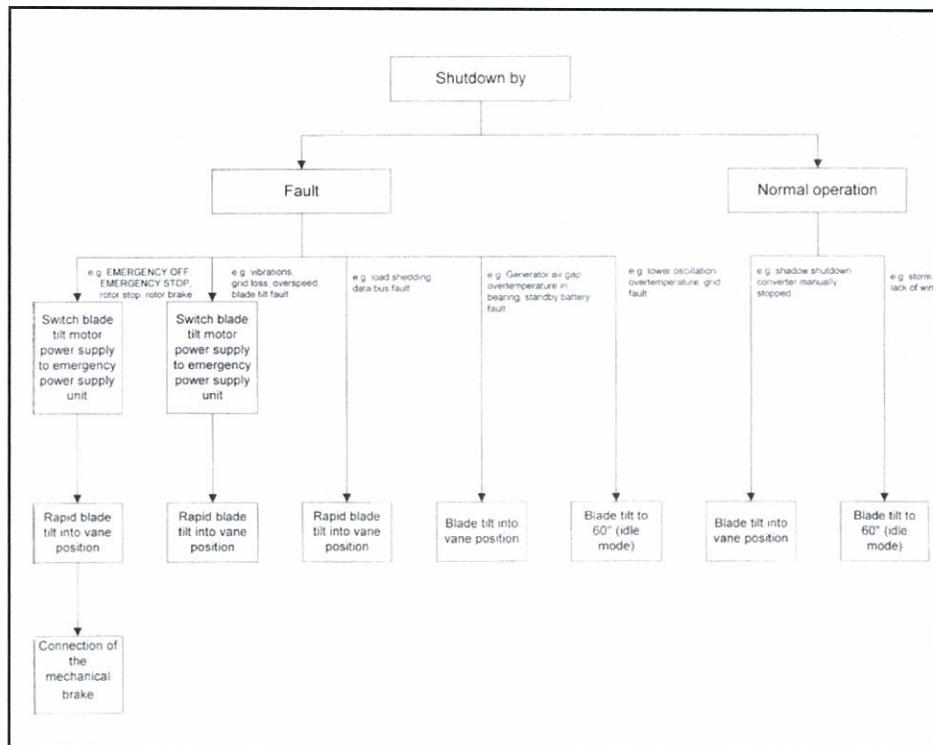 Shutdown by
Fault
Normal operation
e.g. EMERGENCY OFF,
EMERGENCY STOP,
rotor stop, rotor brake
e.g. vibrations,
grid loss, overspeed,
blade tilt fault
e.g. load shedding
data bus fault
e.g. Generator air gap
overtemperature in
bearing, standby battery
fault
e.g. lower oscillation
overtemperature, grid
fault
e.g. shadow shutdown
converter manually
stopped
e.g. storm,
lack of win
Switch blade
tilt motor
power supply
to emergency
power supply
unit
Switch blade
tilt motor
power supply
to emergency
power supply
unit
Rapid blade
tilt into vane
position
Rapid blade
tilt into vane
position
Rapid blade
tilt into vane
position
Blade tilt into
vane position
Blade tilt to
60° (idle
mode)
Blade tilt into
vane position
Blade tilt to
60° (idle
mode)
Connection of
the
mechanical
brake